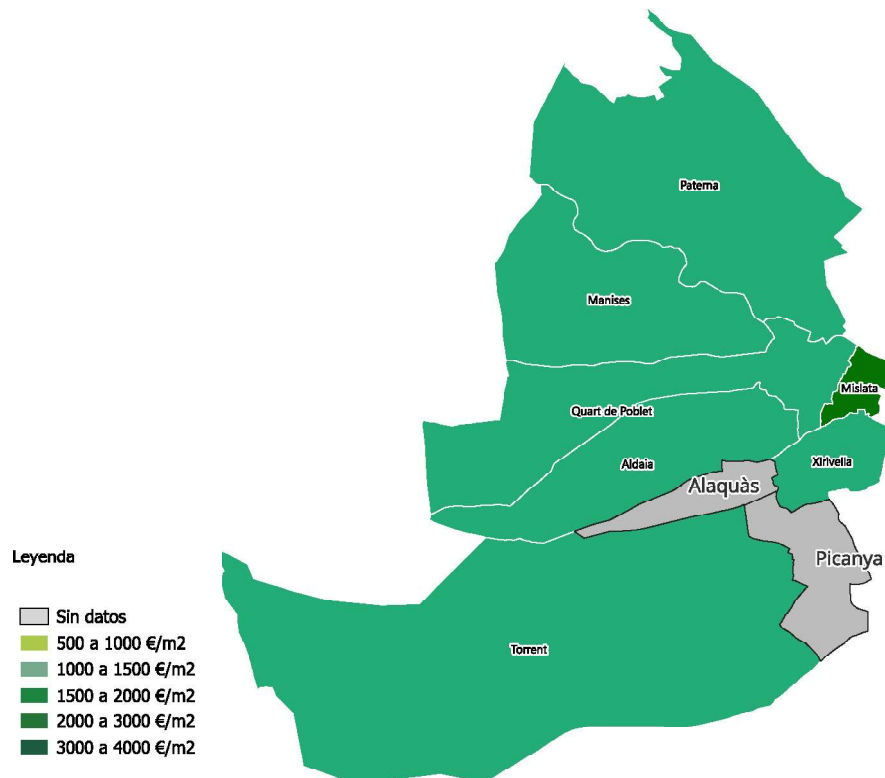 Paterna
Manises
Mislata
Quart de Poblet
Aldaia
Xirivella
Alaquàs
Picanya
Torrent
Leyenda
Sin datos
500 a 1000 €/m2
1000 a 1500 €/m2
1500 a 2000 €/m2
2000 a 3000 €/m2
3000 a 4000 €/m2